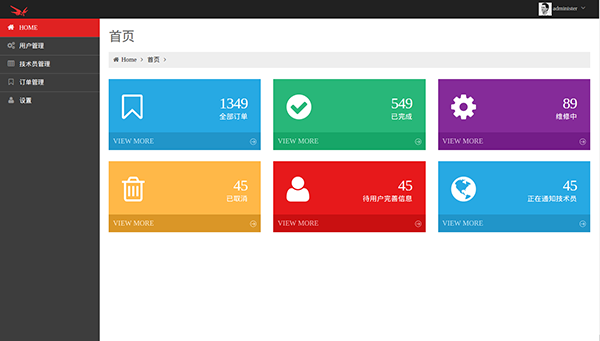 administer
HOME
用户管理
技术员管理
订单管理
设置
首页
Home > 首页 >
1349
全部订单
VIEW MORE
549
已完成
VIEW MORE
89
维修中
VIEW MORE
45
已取消
VIEW MORE
45
待用户完善信息
VIEW MORE
45
正在通知技术员
VIEW MORE